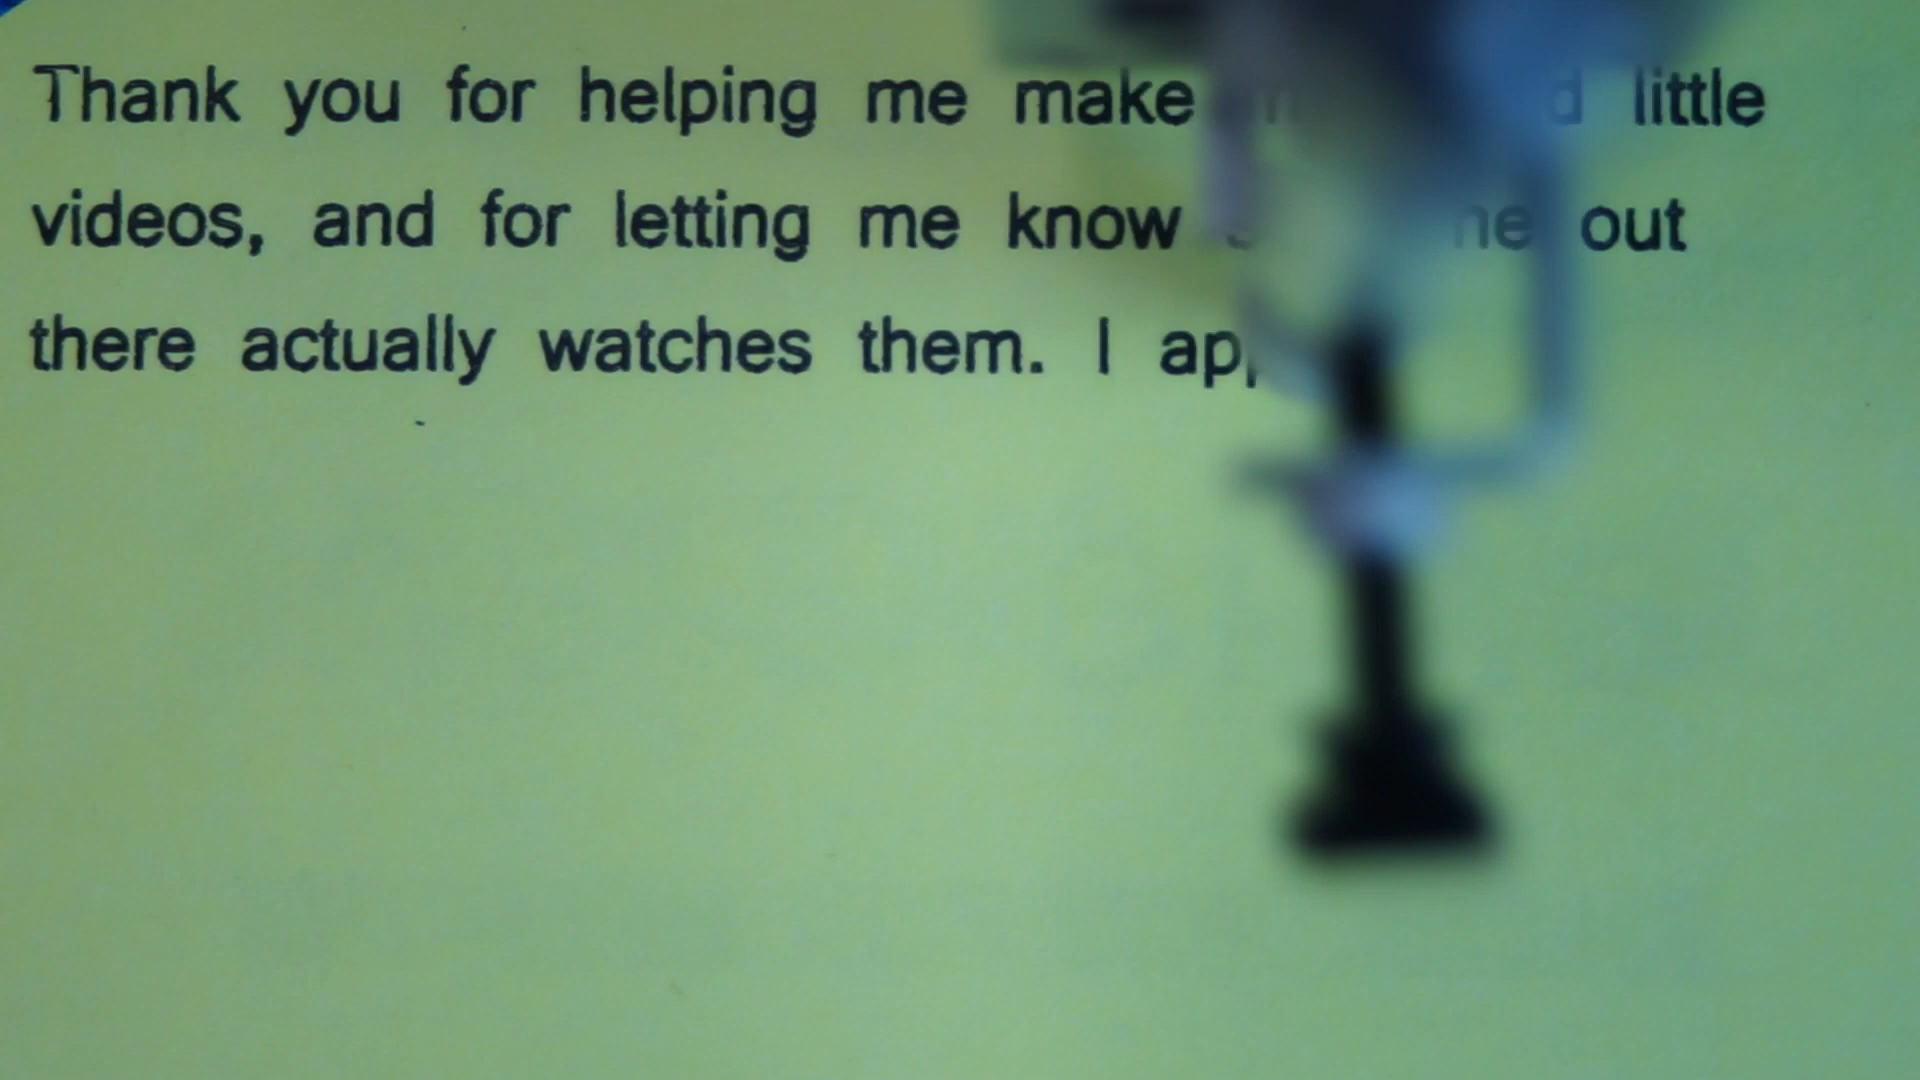 Thank you for helping me make little
videos, and for letting me know out
there actually watches them. I